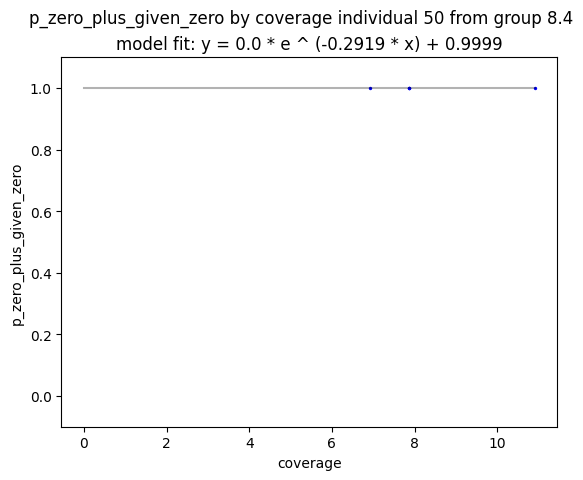 p_zero_plus_given_zero by coverage individual 50 from group 8.4
model fit: y = 0.0 * e ^ (-0.2919 * x) + 0.9999
1.0
0.8
0.6
0.4
0.2
0.0
p_zero_plus_given_zero
0 2 4 6 8 10
coverage